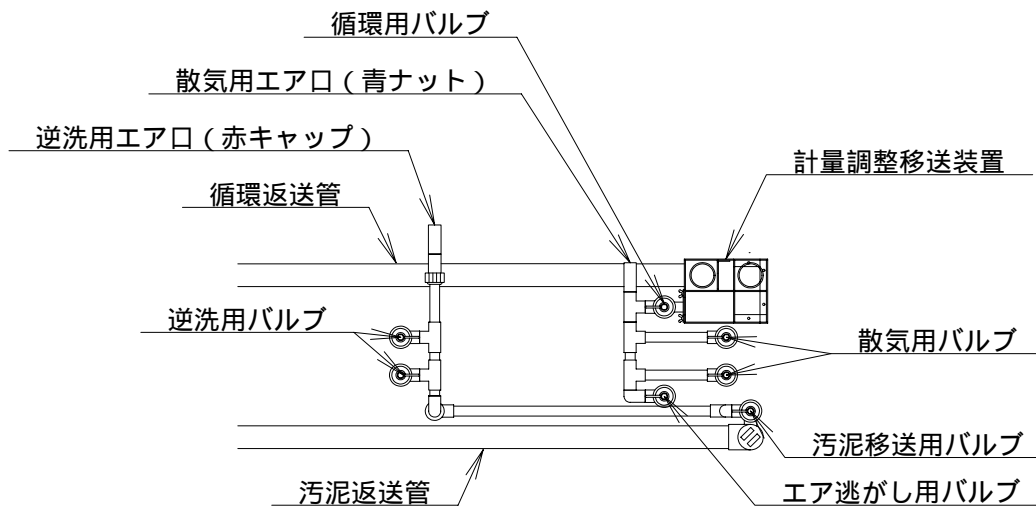 循環用バルブ
散気用エア口（青ナット）
逆洗用エア口（赤キャップ）
計量調整移送装置
循環返送管
逆洗用バルブ
散気用バルブ
汚泥移送用バルブ
汚泥返送管
エア逃がし用バルブ